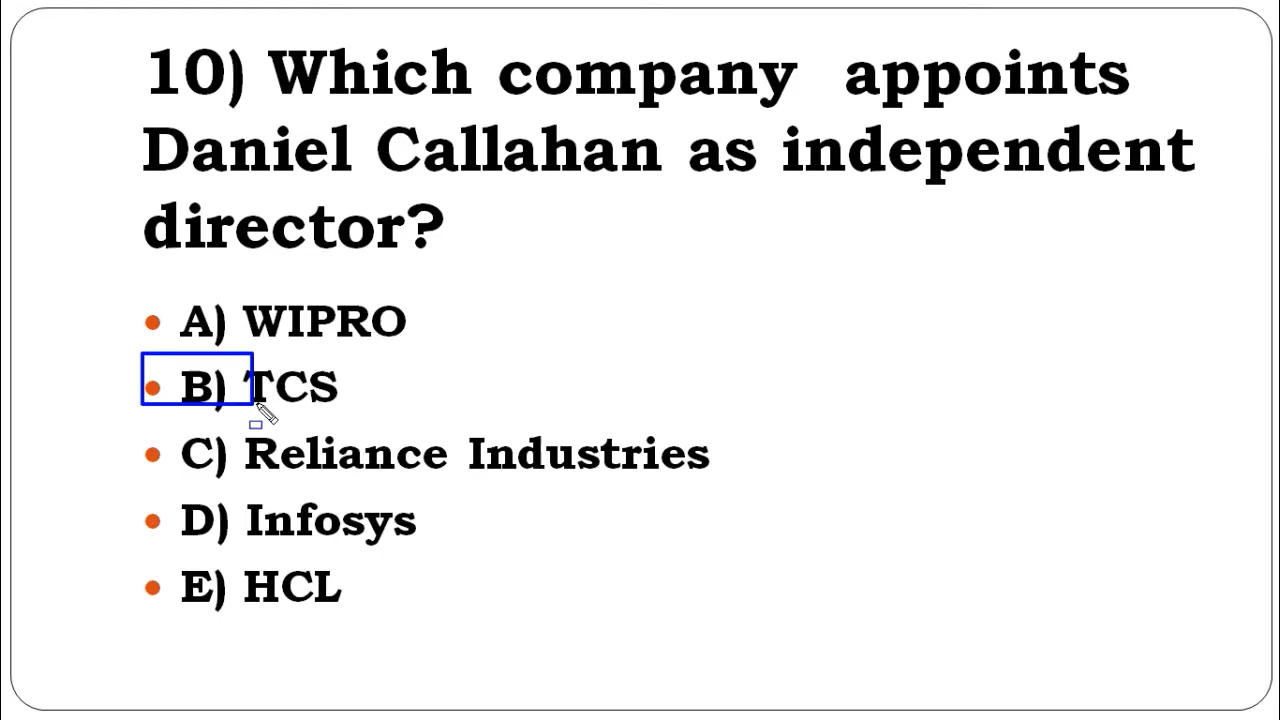 10) Which company appoints
Daniel Callahan as independent
director?
• A) WIPRO
• B) TCS
• C) Reliance Industries
• D) Infosys
• E) HCL